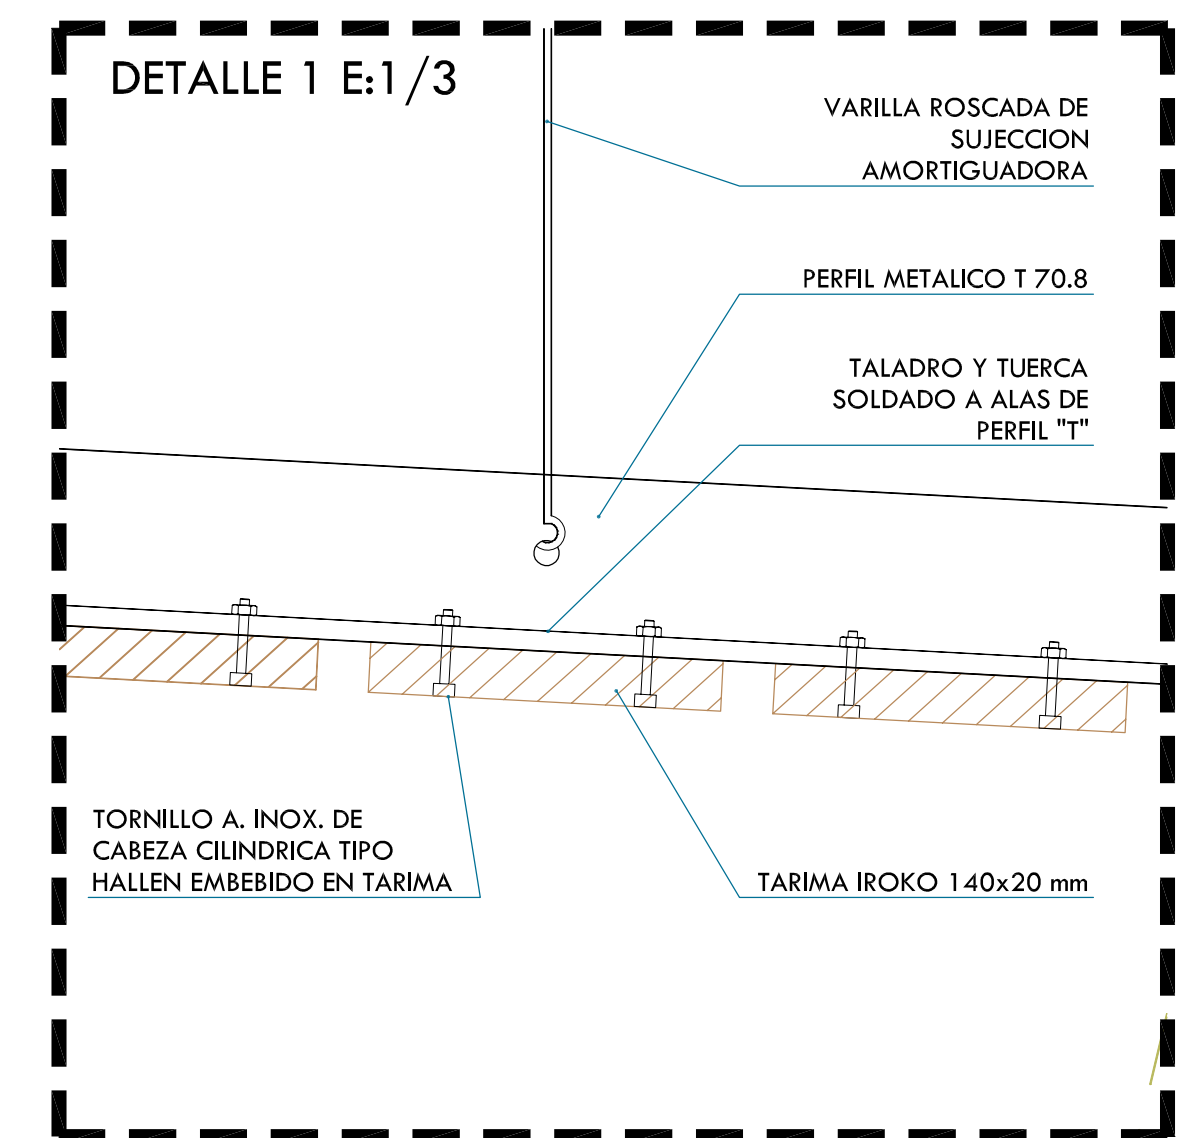 DETALLE 1 E:1/3
VARILLA ROSCADA DE
SUJECCION
AMORTIGUADORA
PERFIL METALICO T 70.8
TALADRO Y TUERCA
SOLDADO A ALAS DE
PERFIL "T"
TORNILLO A. INOX. DE
CABEZA CILINDRICA TIPO
HALLEN EMBEBIDO EN TARIMA
TARIMA IROKO 140x20 mm